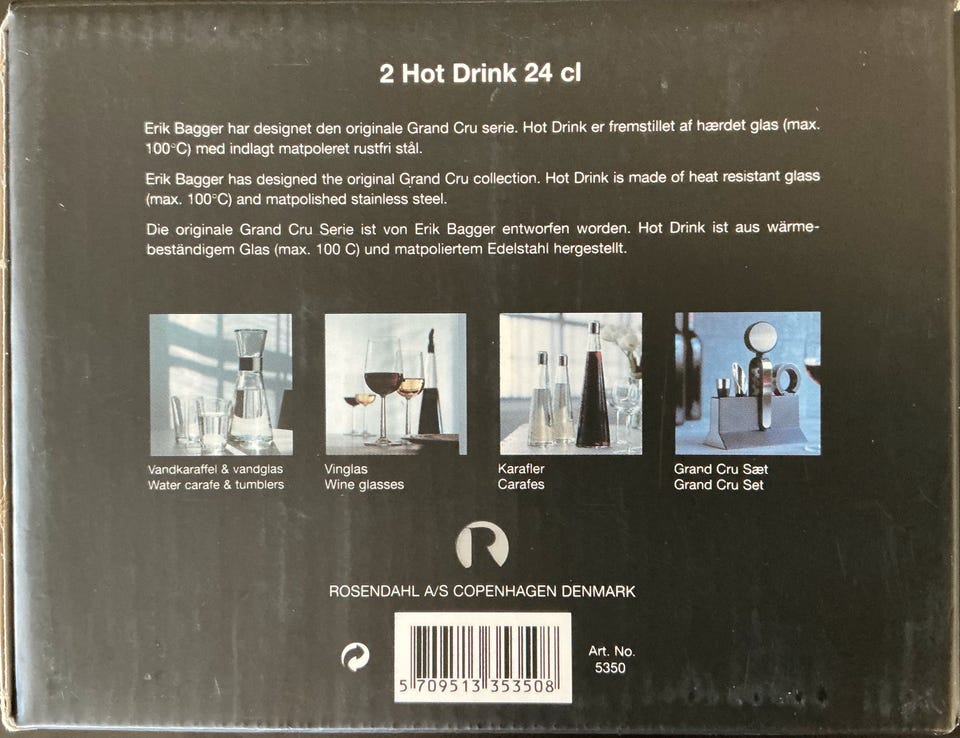 2 Hot Drink 24 cl
Erik Bagger har designet den originale Grand Cru serie. Hot Drink er fremstillet af hærdet glas (max.
100°C) med indlagt matpoleret rustfri stål.
Erik Bagger has designed the original Grand Cru collection. Hot Drink is made of heat resistant glass
(max. 100°C) and matpolished stainless steel.
Die originale Grand Cru Serie ist von Erik Bagger entworfen worden. Hot Drink ist aus wärme-
beständigem Glas (max. 100 C) und matpoliertem Edelstahl hergestellt.
Vandkaraffel & vandglas
Water carafe & tumblers
Vinglas
Wine glasses
Karafler
Carafes
Grand Cru Sæt
Grand Cru Set
R
ROSENDAHL A/S COPENHAGEN DENMARK
Art. No.
5350
5 709513 353508